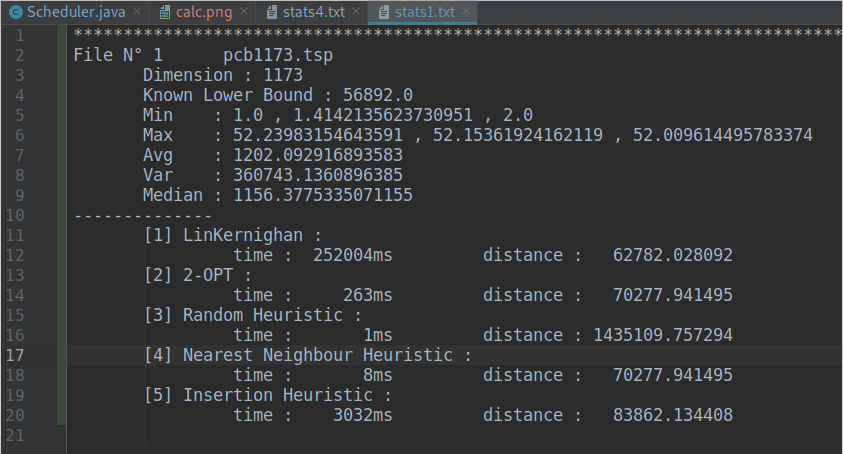 Scheduler.java calc.png stats4.txt stats1.txt
1 ******************************************************************************
2 File N° 1      pcb1173.tsp
3        Dimension : 1173
4        Known Lower Bound : 56892.0
5        Min    : 1.0 , 1.4142135623730951 , 2.0
6        Max    : 52.23983154643591 , 52.15361924162119 , 52.009614495783374
7        Avg    : 1202.092916893583
8        Var    : 360743.1360896385
9        Median : 1156.3775335071155
10 --------------
11        [1] LinKernighan :
12                 time :  252004ms         distance :   62782.028092
13        [2] 2-OPT :
14                 time :     263ms         distance :   70277.941495
15        [3] Random Heuristic :
16                 time :       1ms         distance : 1435109.757294
17        [4] Nearest Neighbour Heuristic :
18                 time :       8ms         distance :   70277.941495
19        [5] Insertion Heuristic :
20                 time :    3032ms         distance :   83862.134408
21